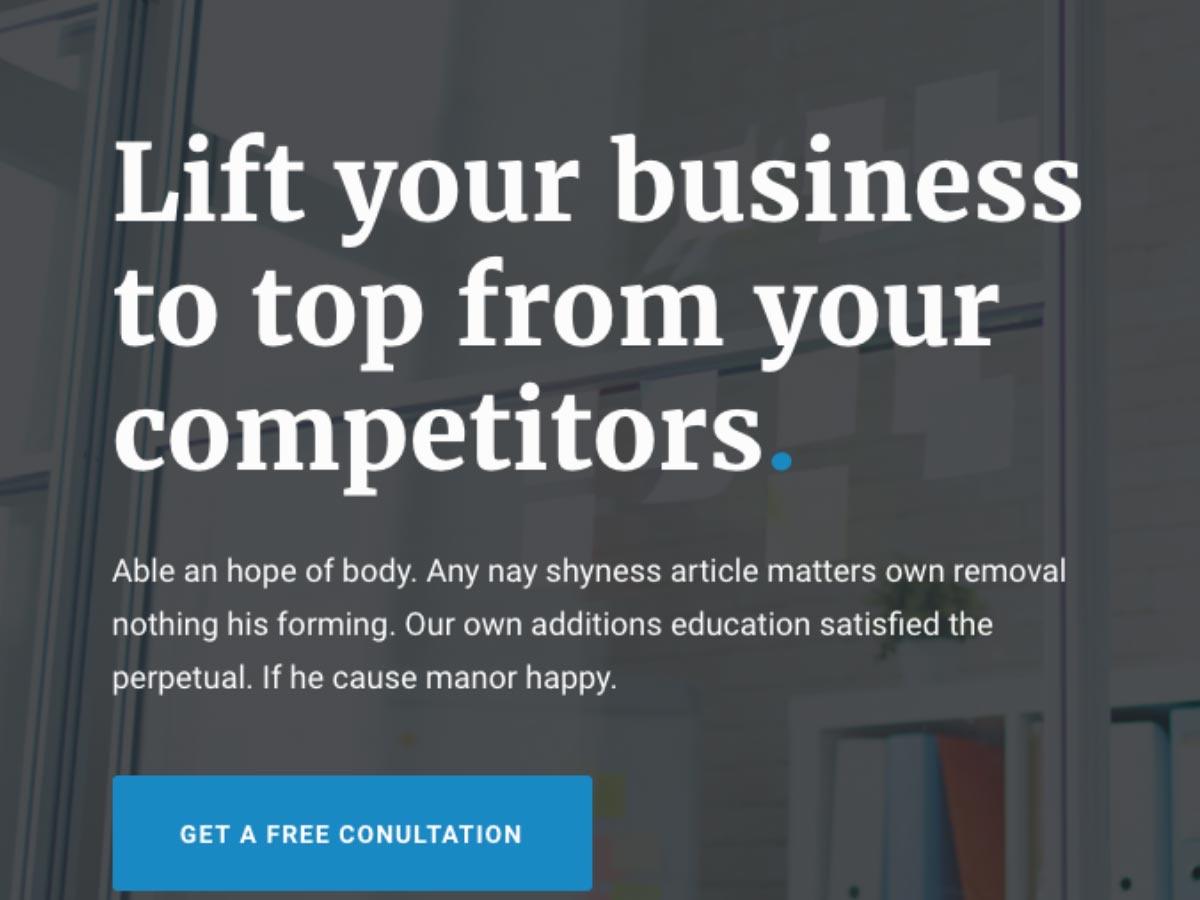 Lift your business
to top from your
competitors.
Able an hope of body. Any nay shyness article matters own removal
nothing his forming. Our own additions education satisfied the
perpetual. If he cause manor happy.
GET A FREE CONULTATION